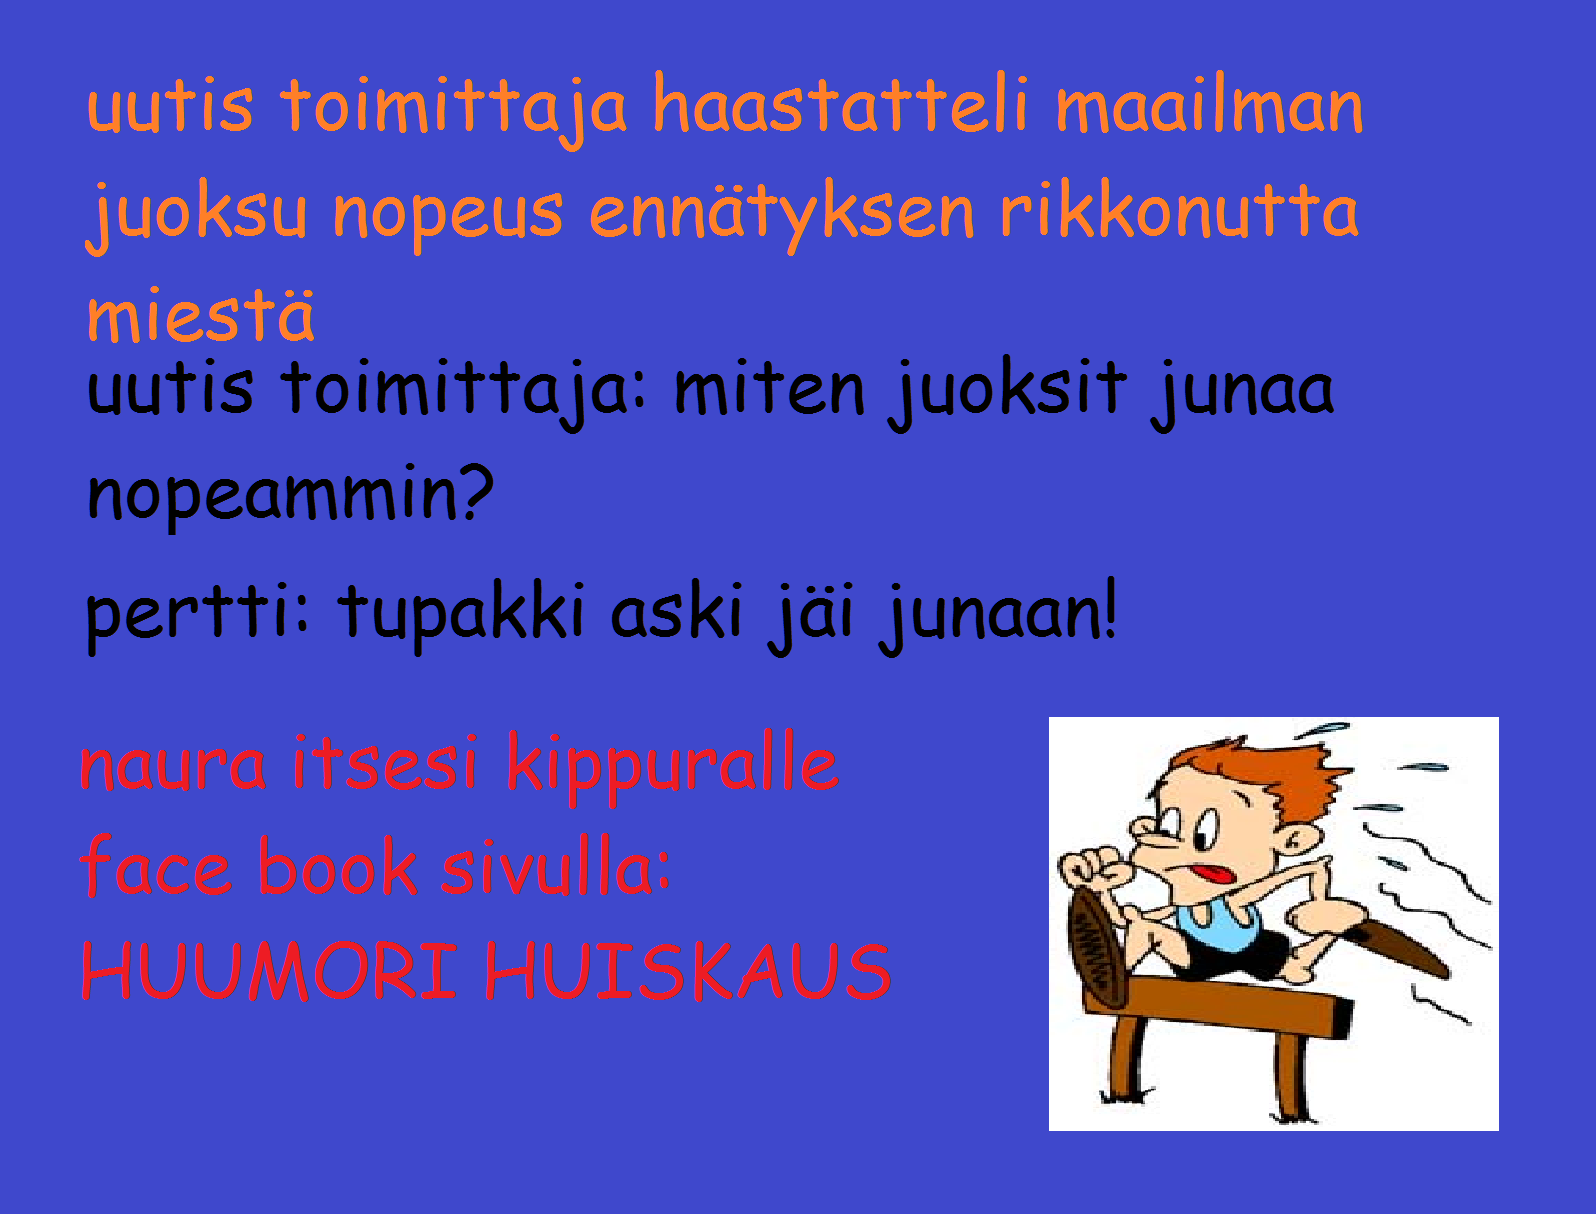 uutis toimittaja haastatteli maailman
juoksu nopeus ennätyksen rikkonutta
miestä
uutis toimittaja: miten juoksit junaa
nopeammin?
pertti: tupakki aski jäi junaan!
naura itsesi kippuralle
face book sivulla:
HUUMORI HUISKAUS